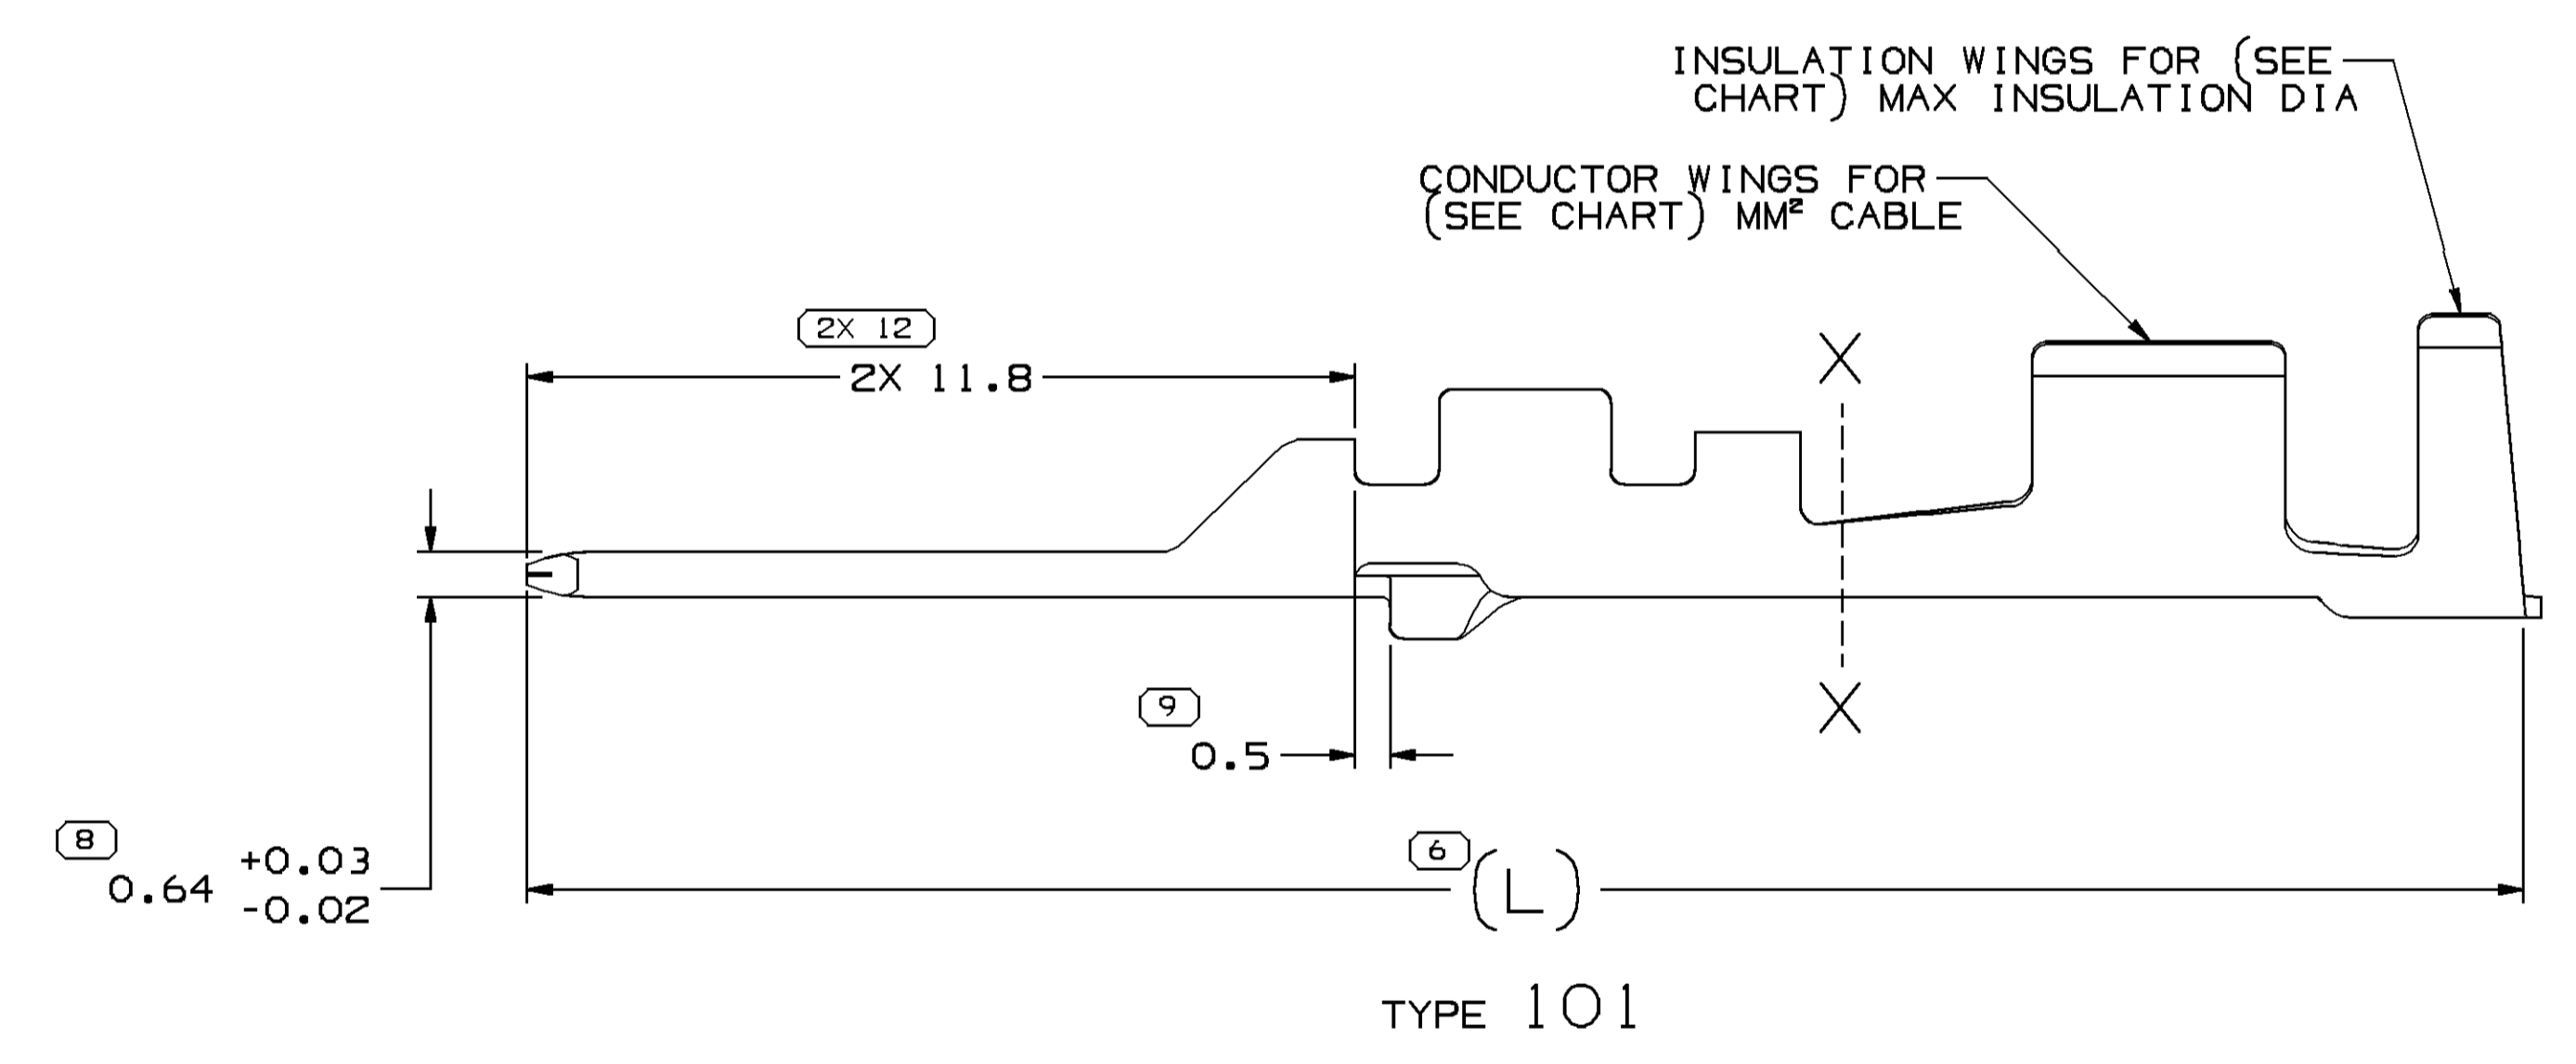 INSULATION WINGS FOR (SEE
CHART) MAX INSULATION DIA
CONDUCTOR WINGS FOR
(SEE CHART) MM² CABLE
2X 12
2X 11.8
X
X
9
0.5
8
0.64 +0.03
-0.02
6
(L)
TYPE 101